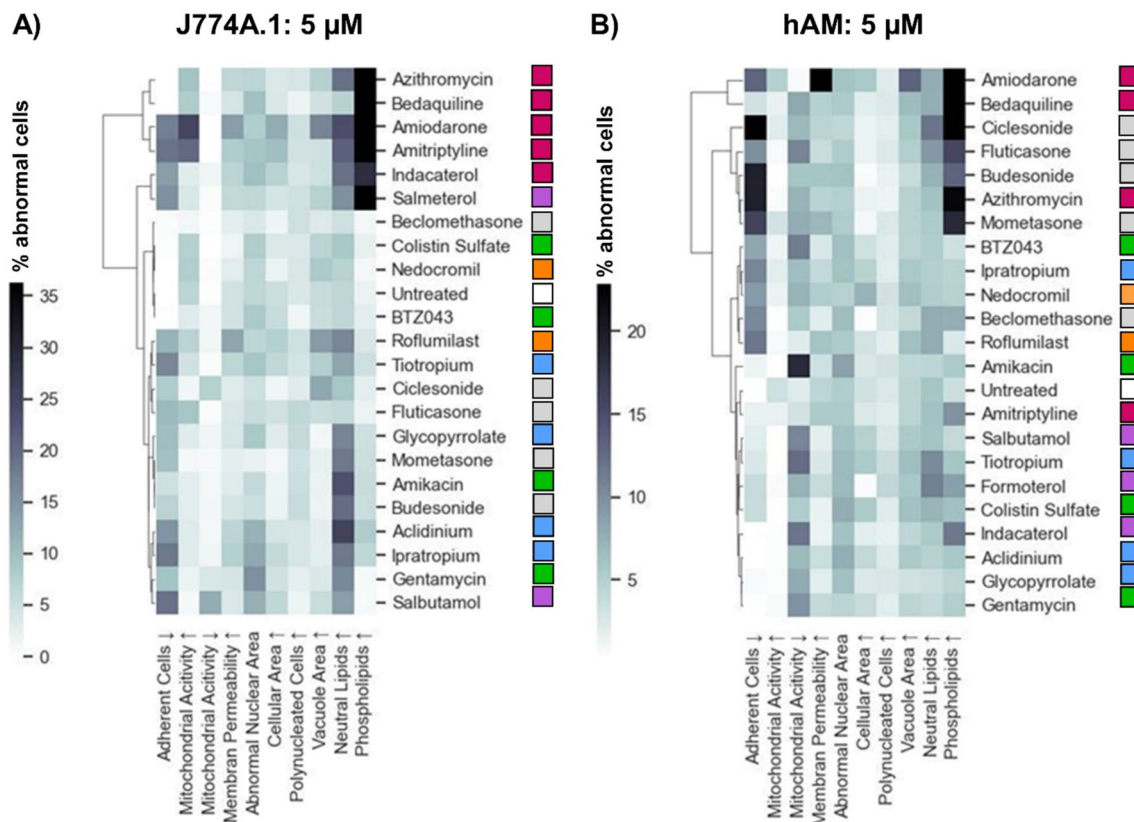 A)
J774A.1: 5 µM
% abnormal cells
35
30
25
20
15
10
5
0
Azithromycin
Bedaquiline
Amiodarone
Amitriptyline
Indacaterol
Salmeterol
Beclomethasone
Colistin Sulfate
Nedocromil
Untreated
BTZ043
Roflumilast
Tiotropium
Ciclesonide
Fluticasone
Glycopyrrolate
Mometasone
Amikacin
Budesonide
Aclidinium
Ipratropium
Gentamycin
Salbutamol
Adherent Cells ↓
Mitochondrial Acitivity ↑
Mitochondrial Acitivity ↓
Membran Permeability ↑
Abnormal Nuclear Area
Cellular Area ↑
Polynucleated Cells ↑
Vacuole Area ↑
Neutral Lipids ↑
Phospholipids ↑
B)
hAM: 5 µM
% abnormal cells
20
15
10
5
Amiodarone
Bedaquiline
Ciclesonide
Fluticasone
Budesonide
Azithromycin
Mometasone
BTZ043
Ipratropium
Nedocromil
Beclomethasone
Roflumilast
Amikacin
Untreated
Amitriptyline
Salbutamol
Tiotropium
Formoterol
Colistin Sulfate
Indacaterol
Aclidinium
Glycopyrrolate
Gentamycin
Adherent Cells ↓
Mitochondrial Acitivity ↑
Mitochondrial Acitivity ↓
Membran Permeability ↑
Abnormal Nuclear Area
Cellular Area ↑
Polynucleated Cells ↑
Vacuole Area ↑
Neutral Lipids ↑
Phospholipids ↑